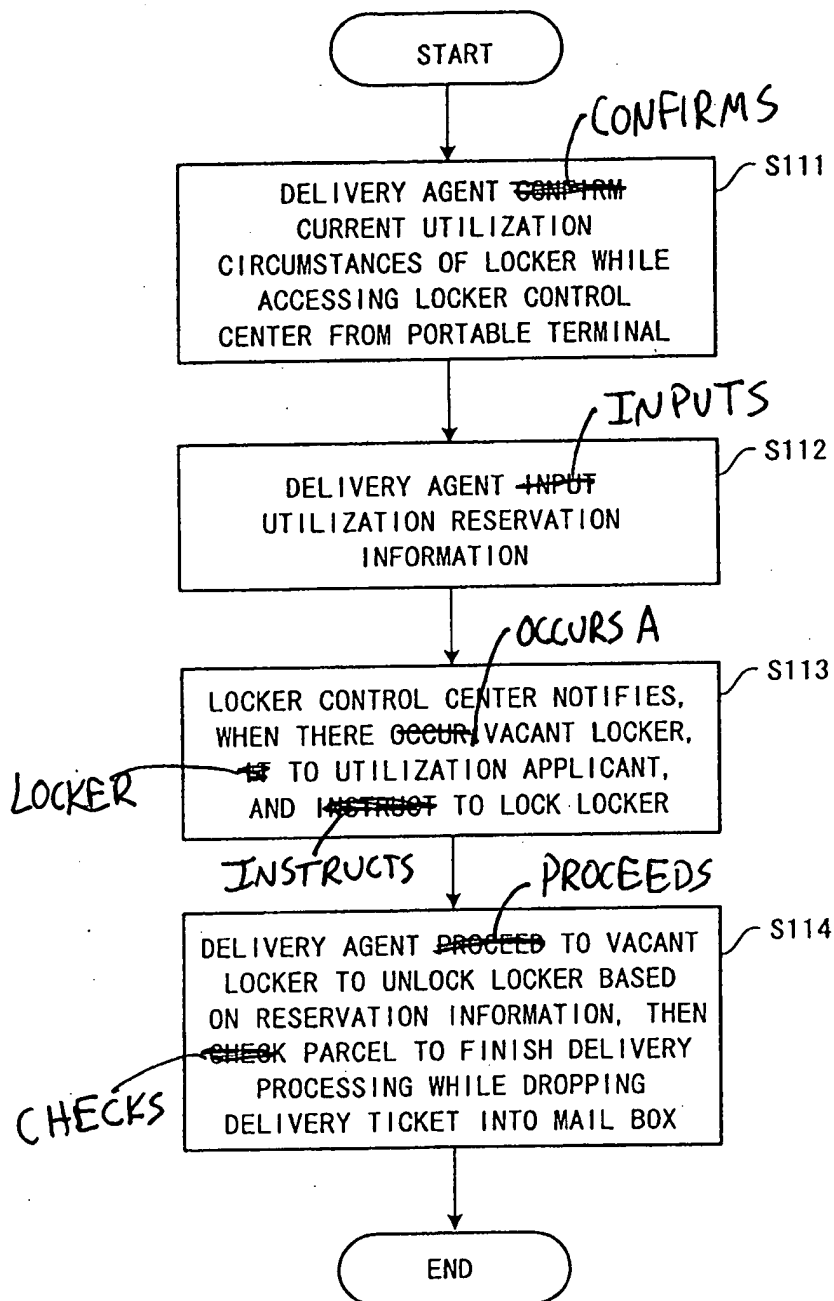 START
CONFIRMS
S111
DELIVERY AGENT CONFIRM
CURRENT UTILIZATION
CIRCUMSTANCES OF LOCKER WHILE
ACCESSING LOCKER CONTROL
CENTER FROM PORTABLE TERMINAL
INPUTS
S112
DELIVERY AGENT INPUT
UTILIZATION RESERVATION
INFORMATION
OCCURS A
S113
LOCKER CONTROL CENTER NOTIFIES,
WHEN THERE OCCUR VACANT LOCKER,
LOCKER
IT TO UTILIZATION APPLICANT,
AND INSTRUCT TO LOCK LOCKER
INSTRUCTS
PROCEEDS
S114
DELIVERY AGENT PROCEED TO VACANT
LOCKER TO UNLOCK LOCKER BASED
ON RESERVATION INFORMATION, THEN
CHECK PARCEL TO FINISH DELIVERY
CHECKS
PROCESSING WHILE DROPPING
DELIVERY TICKET INTO MAIL BOX
END